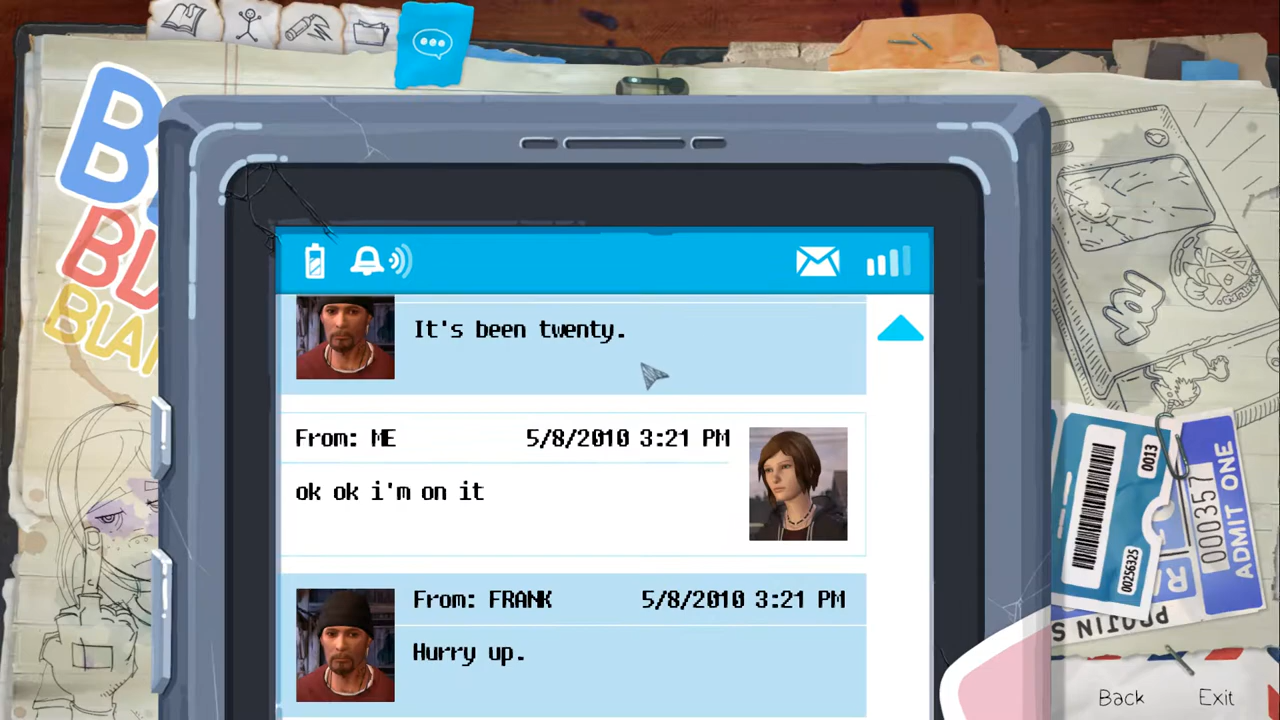 It's been twenty.
From: ME 5/8/2010 3:21 PM
ok ok i'm on it
From: FRANK 5/8/2010 3:21 PM
Hurry up.
0013
00256325
000357
ADMIT ONE
Back Exit